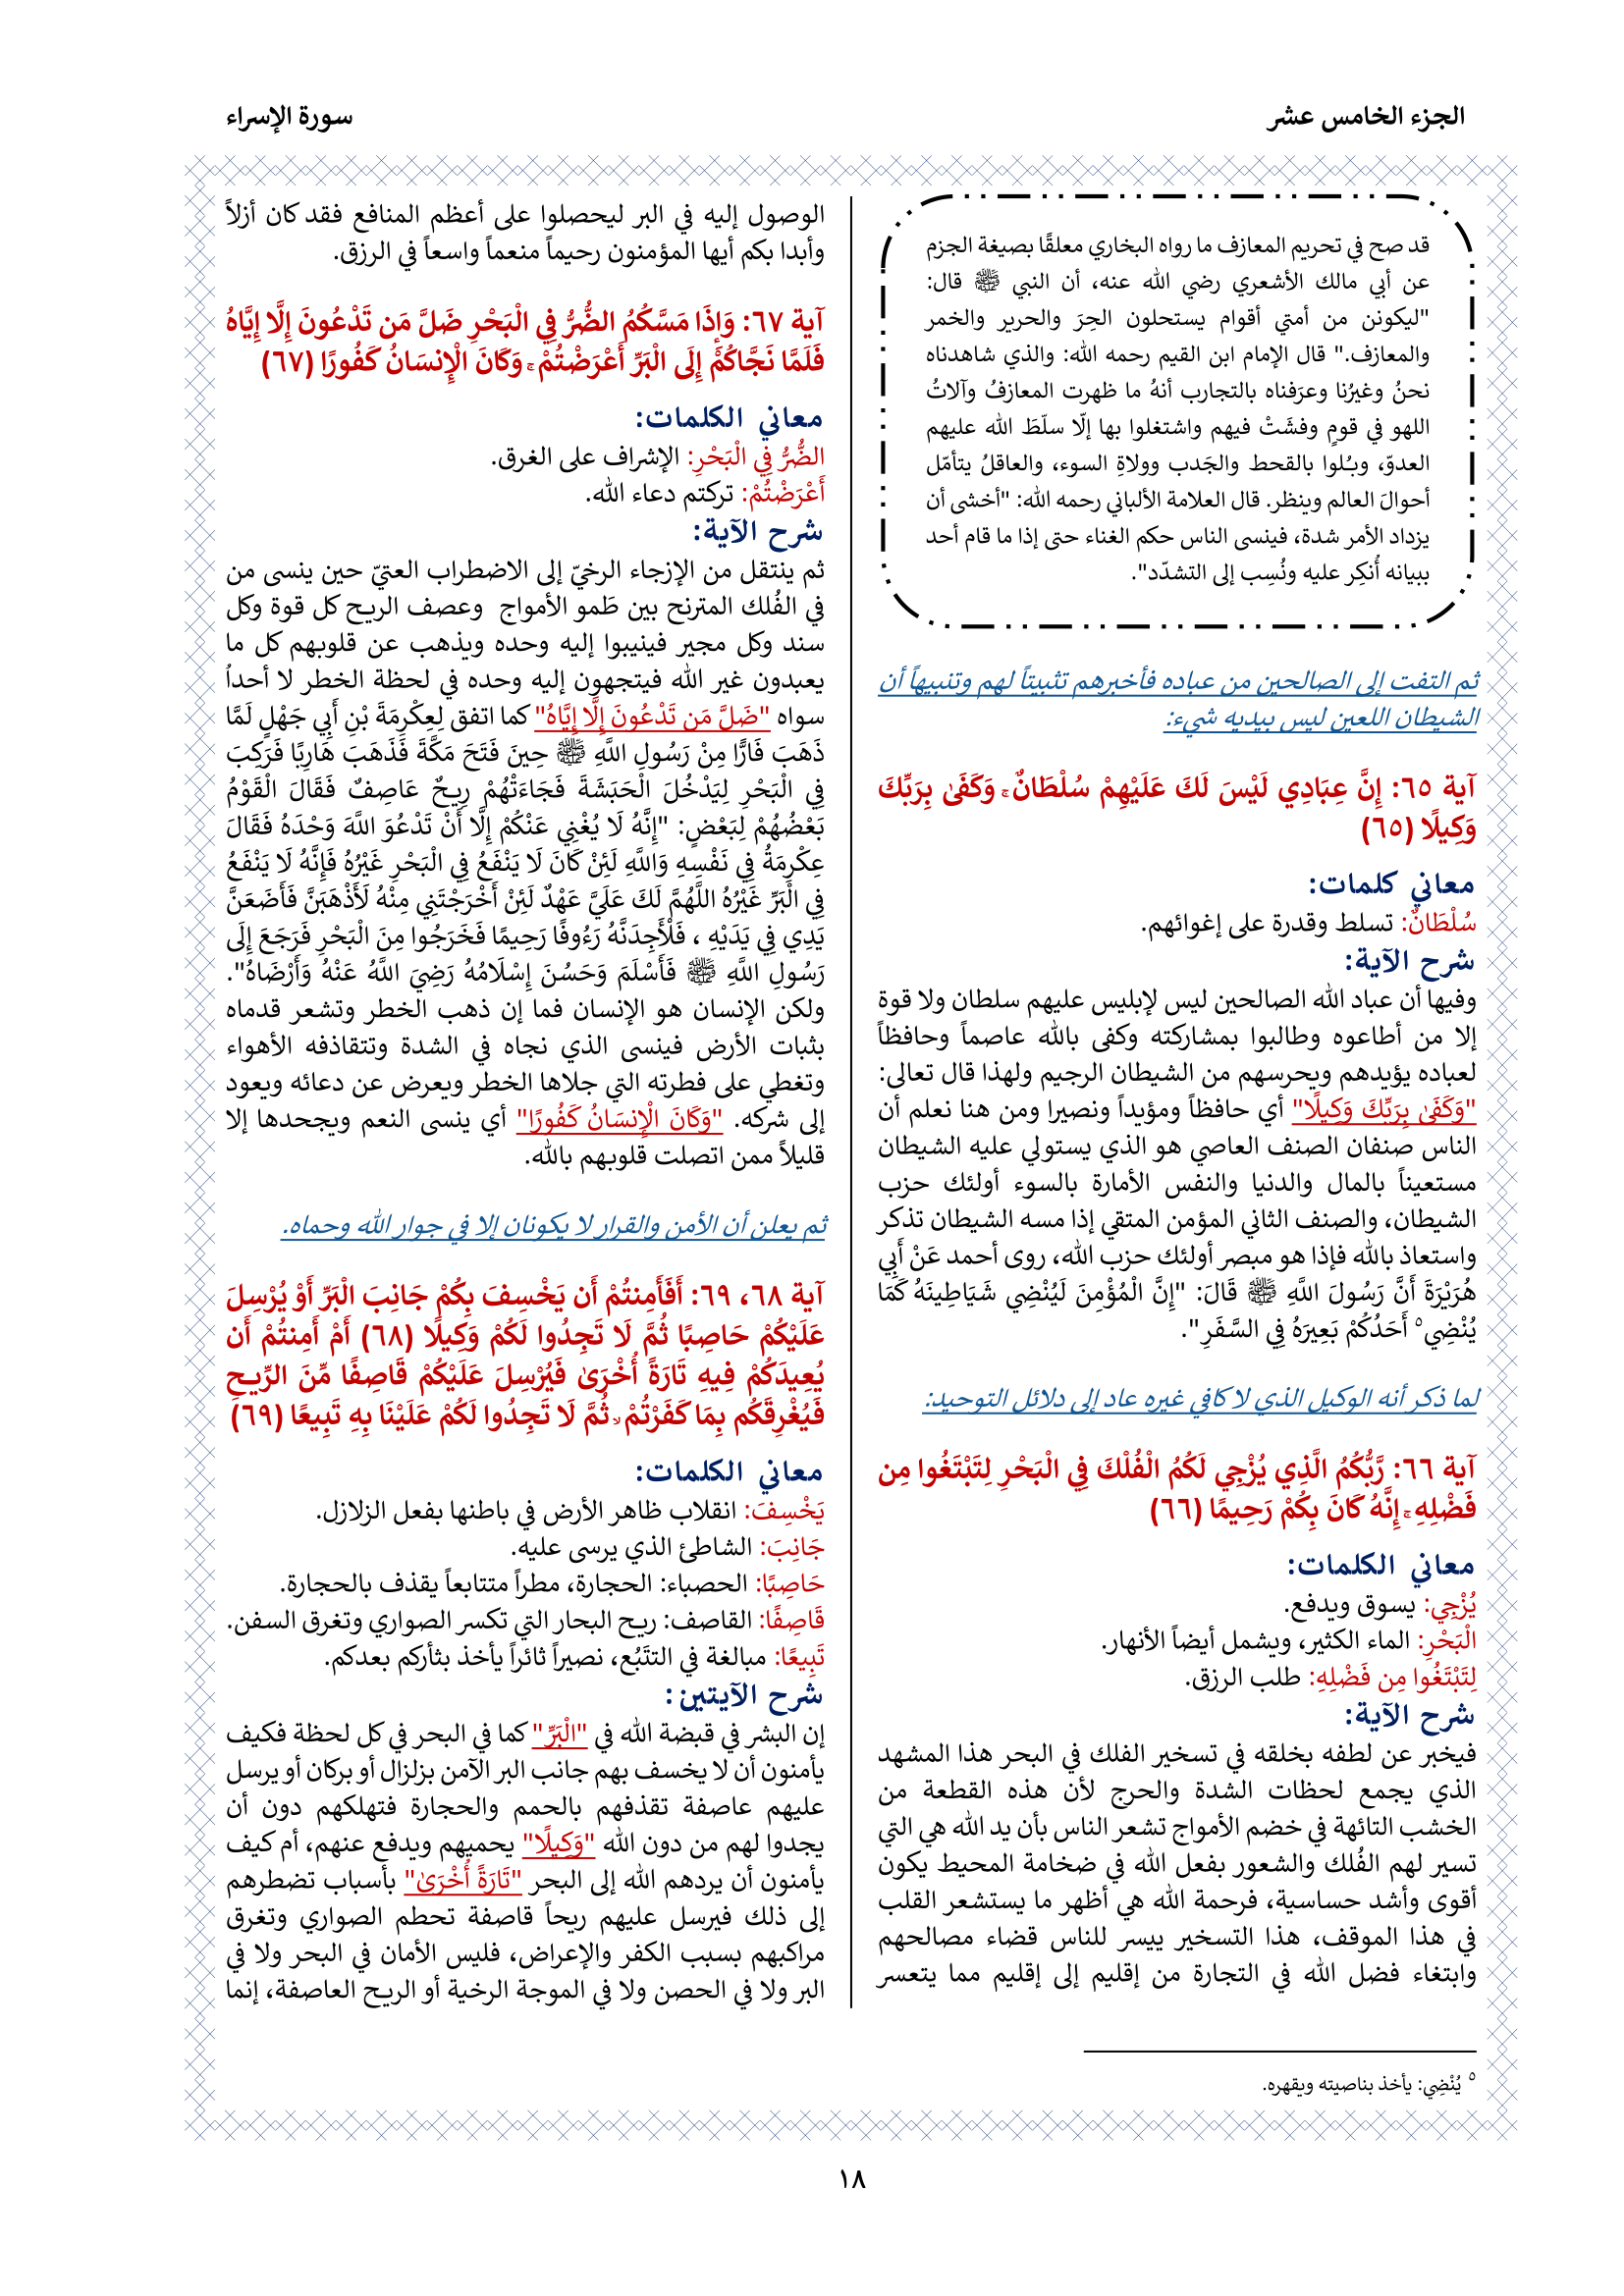 الجزء الخامس عشر
سورة الإسراء
قد صح في تحريم المعازف ما رواه البخاري معلقًا بصيغة الجزم
عن أبي مالك الأشعري رضي الله عنه، أن النبي ﷺ قال:
"ليكونن من أمتي أقوام يستحلون الحِرَ والحرير والخمر
والمعازف." قال الإمام ابن القيم رحمه الله: والذي شاهدناه
نحنُ وغيرُنا وعرَفناه بالتجارب أنهُ ما ظهرت المعازفُ وآلاتُ
اللهو في قومٍ وفشَتْ فيهم واشتغلوا بها إلّا سلّطَ الله عليهم
العدوّ، وبُلوا بالقحط والجَدب وولاةِ السوء، والعاقلُ يتأمّل
أحوالَ العالم وينظر. قال العلامة الألباني رحمه الله: "أخشى أن
يزداد الأمر شدة، فينسى الناس حكم الغناء حتى إذا ما قام أحد
ببيانه أُنكِر عليه ونُسِب إلى التشدّد".
ثم التفت إلى الصالحين من عباده فأخبرهم تثبيتاً لهم وتنبيهاً أن
الشيطان اللعين ليس بيديه شيء:
آية ٦٥: إِنَّ عِبَادِي لَيْسَ لَكَ عَلَيْهِمْ سُلْطَانٌ ۚ وَكَفَىٰ بِرَبِّكَ
وَكِيلًا (٦٥)
معاني كلمات:
سُلْطَانٌ: تسلط وقدرة على إغوائهم.
شرح الآية:
وفيها أن عباد الله الصالحين ليس لإبليس عليهم سلطان ولا قوة
إلا من أطاعوه وطالبوا بمشاركته وكفى بالله عاصماً وحافظاً
لعباده يؤيدهم ويحرسهم من الشيطان الرجيم ولهذا قال تعالى:
"وَكَفَىٰ بِرَبِّكَ وَكِيلًا" أي حافظاً ومؤيداً ونصيرا ومن هنا نعلم أن
الناس صنفان الصنف العاصي هو الذي يستولي عليه الشيطان
مستعيناً بالمال والدنيا والنفس الأمارة بالسوء أولئك حزب
الشيطان، والصنف الثاني المؤمن المتقي إذا مسه الشيطان تذكر
واستعاذ بالله فإذا هو مبصر أولئك حزب الله، روى أحمد عَنْ أَبِي
هُرَيْرَةَ أَنَّ رَسُولَ اللَّهِ ﷺ قَالَ: "إِنَّ الْمُؤْمِنَ لَيُنْضِي شَيَاطِينَهُ كَمَا
يُنْضِي⁵ أَحَدُكُمْ بَعِيرَهُ فِي السَّفَرِ".
لما ذكر أنه الوكيل الذي لا كافي غيره عاد إلى دلائل التوحيد:
آية ٦٦: رَّبُّكُمُ الَّذِي يُزْجِي لَكُمُ الْفُلْكَ فِي الْبَحْرِ لِتَبْتَغُوا مِن
فَضْلِهِ ۚ إِنَّهُ كَانَ بِكُمْ رَحِيمًا (٦٦)
معاني الكلمات:
يُزْجِي: يسوق ويدفع.
الْبَحْرِ: الماء الكثير، ويشمل أيضاً الأنهار.
لِتَبْتَغُوا مِن فَضْلِهِ: طلب الرزق.
شرح الآية:
فيخبر عن لطفه بخلقه في تسخير الفلك في البحر هذا المشهد
الذي يجمع لحظات الشدة والحرج لأن هذه القطعة من
الخشب التائهة في خضم الأمواج تشعر الناس بأن يد الله هي التي
تسير لهم الفُلك والشعور بفعل الله في ضخامة المحيط يكون
أقوى وأشد حساسية، فرحمة الله هي أظهر ما يستشعر القلب
في هذا الموقف، هذا التسخير ييسر للناس قضاء مصالحهم
وابتغاء فضل الله في التجارة من إقليم إلى إقليم مما يتعسر
الوصول إليه في البر ليحصلوا على أعظم المنافع فقد كان أزلاً
وأبدا بكم أيها المؤمنون رحيماً منعماً واسعاً في الرزق.
آية ٦٧: وَإِذَا مَسَّكُمُ الضُّرُّ فِي الْبَحْرِ ضَلَّ مَن تَدْعُونَ إِلَّا إِيَّاهُ
فَلَمَّا نَجَّاكُمْ إِلَى الْبَرِّ أَعْرَضْتُمْ ۚ وَكَانَ الْإِنسَانُ كَفُورًا (٦٧)
معاني الكلمات:
الضُّرُّ فِي الْبَحْرِ: الإشراف على الغرق.
أَعْرَضْتُمْ: تركتم دعاء الله.
شرح الآية:
ثم ينتقل من الإزجاء الرخيّ إلى الاضطراب العتيّ حين ينسى من
في الفُلك المترنح بين طَمو الأمواج وعصف الريح كل قوة وكل
سند وكل مجير فينيبوا إليه وحده ويذهب عن قلوبهم كل ما
يعبدون غير الله فيتجهون إليه وحده في لحظة الخطر لا أحداً
سواه "ضَلَّ مَن تَدْعُونَ إِلَّا إِيَّاهُ" كما اتفق لِعِكْرِمَةَ بْنِ أَبِي جَهْلٍ لَمَّا
ذَهَبَ فَارًّا مِنْ رَسُولِ اللَّهِ ﷺ حِينَ فَتَحَ مَكَّةَ فَذَهَبَ هَارِبًا فَرَكِبَ
فِي الْبَحْرِ لِيَدْخُلَ الْحَبَشَةَ فَجَاءَتْهُمْ رِيحٌ عَاصِفٌ فَقَالَ الْقَوْمُ
بَعْضُهُمْ لِبَعْضٍ: "إِنَّهُ لَا يُغْنِي عَنْكُمْ إِلَّا أَنْ تَدْعُوَ اللَّهَ وَحْدَهُ فَقَالَ
عِكْرِمَةُ فِي نَفْسِهِ وَاللَّهِ لَئِنْ كَانَ لَا يَنْفَعُ فِي الْبَحْرِ غَيْرُهُ فَإِنَّهُ لَا يَنْفَعُ
فِي الْبَرِّ غَيْرُهُ اللَّهُمَّ لَكَ عَلَيَّ عَهْدٌ لَئِنْ أَخْرَجْتَنِي مِنْهُ لَأَذْهَبَنَّ فَأَضَعَنَّ
يَدِي فِي يَدَيْهِ ، فَلْأَجِدَنَّهُ رَءُوفًا رَحِيمًا فَخَرَجُوا مِنَ الْبَحْرِ فَرَجَعَ إِلَى
رَسُولِ اللَّهِ ﷺ فَأَسْلَمَ وَحَسُنَ إِسْلَامُهُ رَضِيَ اللَّهُ عَنْهُ وَأَرْضَاهُ".
ولكن الإنسان هو الإنسان فما إن ذهب الخطر وتشعر قدماه
بثبات الأرض فينسى الذي نجاه في الشدة وتتقاذفه الأهواء
وتغطي على فطرته التي جلاها الخطر ويعرض عن دعائه ويعود
إلى شركه. "وَكَانَ الْإِنسَانُ كَفُورًا" أي ينسى النعم ويجحدها إلا
قليلاً ممن اتصلت قلوبهم بالله.
ثم يعلن أن الأمن والقرار لا يكونان إلا في جوار الله وحماه.
آية ٦٨، ٦٩: أَفَأَمِنتُمْ أَن يَخْسِفَ بِكُمْ جَانِبَ الْبَرِّ أَوْ يُرْسِلَ
عَلَيْكُمْ حَاصِبًا ثُمَّ لَا تَجِدُوا لَكُمْ وَكِيلًا (٦٨) أَمْ أَمِنتُمْ أَن
يُعِيدَكُمْ فِيهِ تَارَةً أُخْرَىٰ فَيُرْسِلَ عَلَيْكُمْ قَاصِفًا مِّنَ الرِّيحِ
فَيُغْرِقَكُم بِمَا كَفَرْتُمْ ۙ ثُمَّ لَا تَجِدُوا لَكُمْ عَلَيْنَا بِهِ تَبِيعًا (٦٩)
معاني الكلمات:
يَخْسِفَ: انقلاب ظاهر الأرض في باطنها بفعل الزلازل.
جَانِبَ: الشاطئ الذي يرسى عليه.
حَاصِبًا: الحصباء: الحجارة، مطراً متتابعاً يقذف بالحجارة.
قَاصِفًا: القاصف: ريح البحار التي تكسر الصواري وتغرق السفن.
تَبِيعًا: مبالغة في التتَبُع، نصيراً ثائراً يأخذ بثأركم بعدكم.
شرح الآيتين:
إن البشر في قبضة الله في "الْبَرِّ" كما في البحر في كل لحظة فكيف
يأمنون أن لا يخسف بهم جانب البر الآمن بزلزال أو بركان أو يرسل
عليهم عاصفة تقذفهم بالحمم والحجارة فتهلكهم دون أن
يجدوا لهم من دون الله "وَكِيلًا" يحميهم ويدفع عنهم، أم كيف
يأمنون أن يردهم الله إلى البحر "تَارَةً أُخْرَىٰ" بأسباب تضطرهم
إلى ذلك فيرسل عليهم ريحاً قاصفة تحطم الصواري وتغرق
مراكبهم بسبب الكفر والإعراض، فليس الأمان في البحر ولا في
البر ولا في الحصن ولا في الموجة الرخية أو الريح العاصفة، إنما
⁵ يُنْضِي: يأخذ بناصيته ويقهره.
١٨